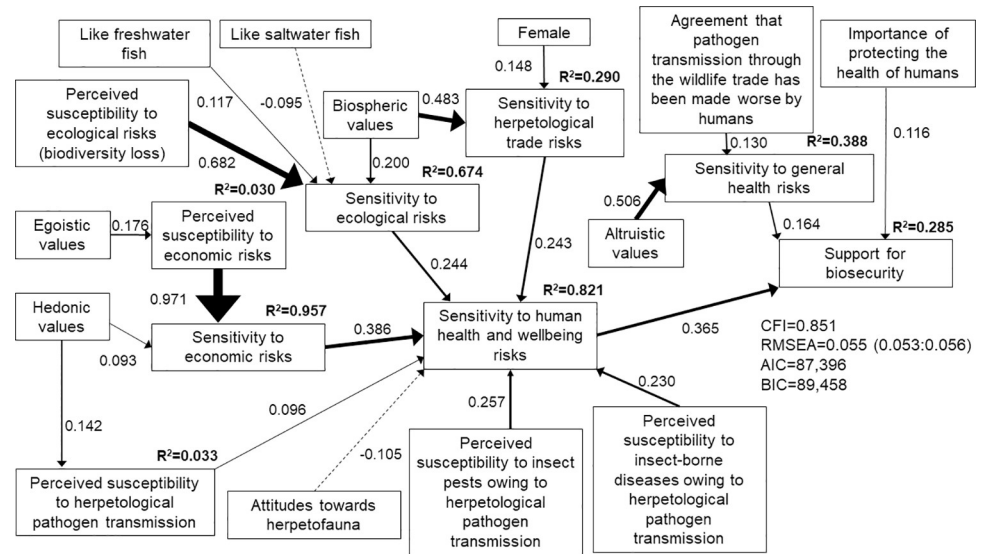 Like freshwater
fish
Like saltwater fish
Female
Agreement that
pathogen
transmission through
the wildlife trade has
been made worse by
humans
Importance of
protecting the
health of humans
0.148
R²=0.290
Perceived
susceptibility to
ecological risks
(biodiversity loss)
0.117
-0.095
Biospheric
values
0.483
Sensitivity to
herpetological
trade risks
0.682
0.200
0.130
R²=0.388
0.116
R²=0.030
R²=0.674
Sensitivity to
ecological risks
Sensitivity to general
health risks
Egoistic
values
0.176
Perceived
susceptibility to
economic risks
0.506
Altruistic
values
0.164
R²=0.285
0.243
0.244
Support for
biosecurity
0.971
R²=0.957
R²=0.821
Hedonic
values
0.093
Sensitivity to
economic risks
0.386
Sensitivity to human
health and wellbeing
risks
0.365
CFI=0.851
RMSEA=0.055 (0.053:0.056)
AIC=87,396
BIC=89,458
0.142
0.096
0.257
0.230
R²=0.033
-0.105
Perceived susceptibility
to herpetological
pathogen transmission
Attitudes towards
herpetofauna
Perceived
susceptibility to insect
pests owing to
herpetological
pathogen
transmission
Perceived
susceptibility to
insect-borne
diseases owing to
herpetological
pathogen
transmission